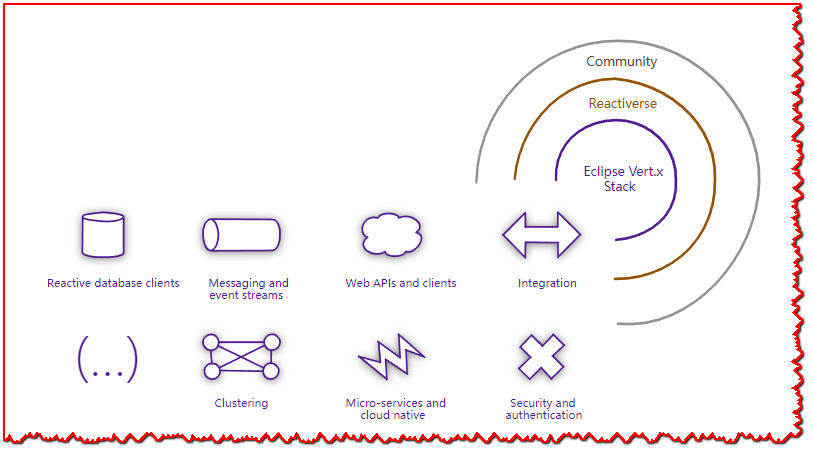 Community
Reactiverse
Eclipse Vert.x
Stack
Reactive database clients
Messaging and
event streams
Web APIs and clients
Integration
(...)
Clustering
Micro-services and
cloud native
Security and
authentication